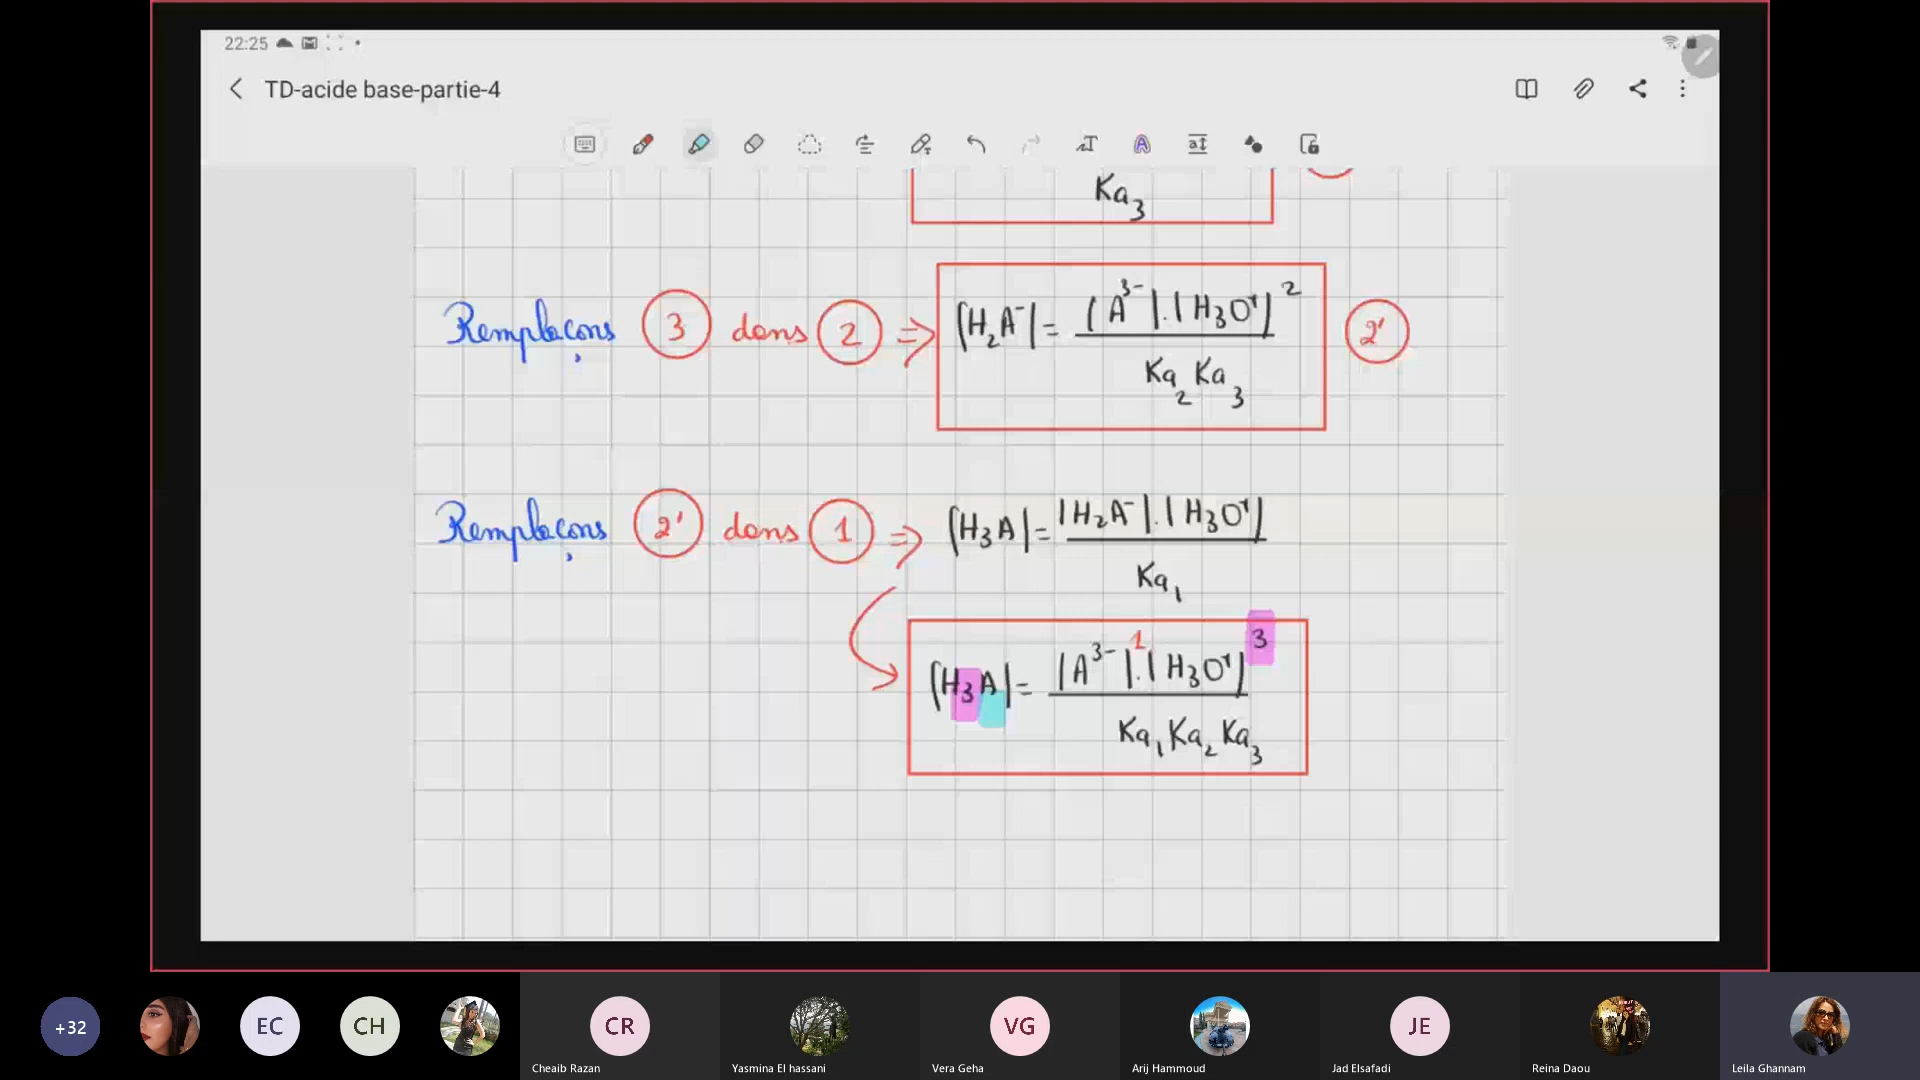 22:25
TD-acide base-partie-4
Ka₃
Remplaçons ③ dans ② ⇒ [H₂A⁻] = [A³⁻].[H₃O⁺]² / Ka₂ Ka₃ (2')
Remplaçons (2') dans ① ⇒ [H₃A] = [H₂A⁻].[H₃O⁺] / Ka₁
[H₃A] = [A³⁻]¹.[H₃O⁺]³ / Ka₁ Ka₂ Ka₃
+32
EC
CH
CR
VG
JE
Cheaib Razan
Yasmina El hassani
Vera Geha
Arij Hammoud
Jad Elsafadi
Reina Daou
Leila Ghannam